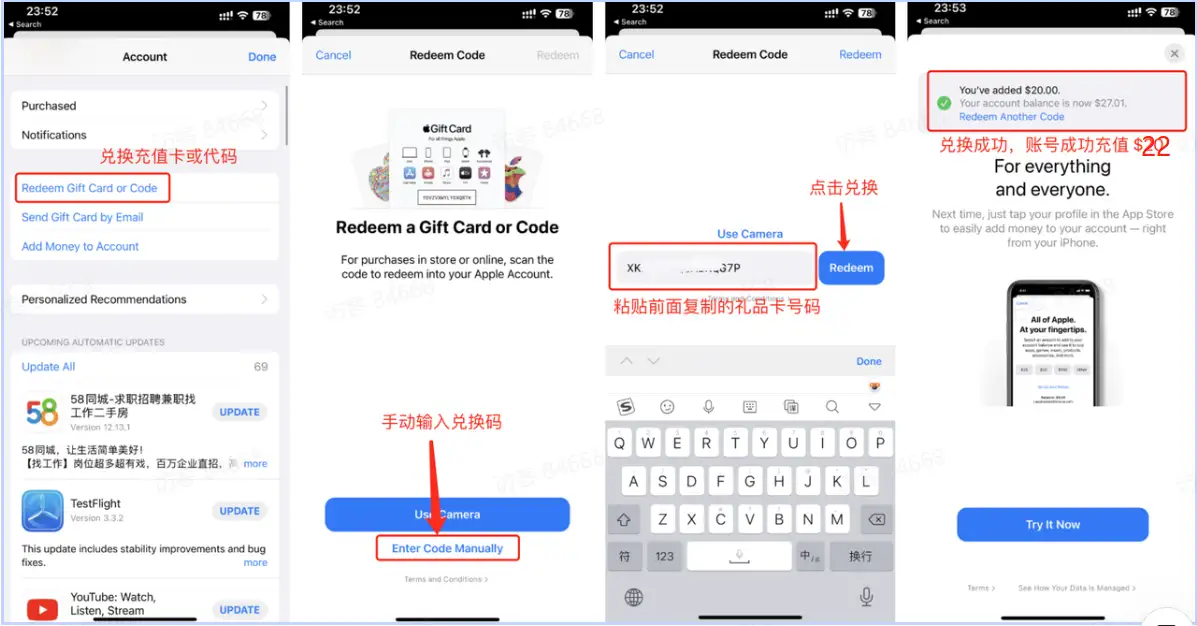 23:52
78
Search
Account
Done
Purchased
Notifications
兑换充值卡或代码
Redeem Gift Card or Code
Send Gift Card by Email
Add Money to Account
Personalized Recommendations
UPCOMING AUTOMATIC UPDATES
Update All
69
58同城-求职招聘兼职找
工作二手房
Version 12.13.1
UPDATE
58同城，让生活简单美好！
【找工作】岗位超多超有戏，百万企业直招，
more
TestFlight
Version 3.3.2
UPDATE
This update includes stability improvements and bug
fixes.
more
YouTube: Watch,
Listen, Stream
UPDATE
23:52
78
Search
Cancel
Redeem Code
Redeem
Gift Card
For all things Apple
Redeem a Gift Card or Code
For purchases in store or online, scan the
code to redeem into your Apple Account.
手动输入兑换码
Use Camera
Enter Code Manually
Terms and Conditions
23:52
78
Search
Cancel
Redeem Code
Redeem
点击兑换
Use Camera
XK
G7P
Redeem
粘贴前面复制的礼品卡号码
Done
Q W E R T Y U I O P
A S D F G H J K L
Z X C V B N M
符 123 中/ 换行
23:53
78
Search
You've added $20.00.
Your account balance is now $27.01.
Redeem Another Code
兑换成功，账号成功充值 $
22
For everything
and everyone.
Next time, just tap your profile in the App Store
to easily add money to your account — right
from your iPhone.
All of Apple.
At your fingertips.
Try It Now
Terms
See How Your Data is Managed